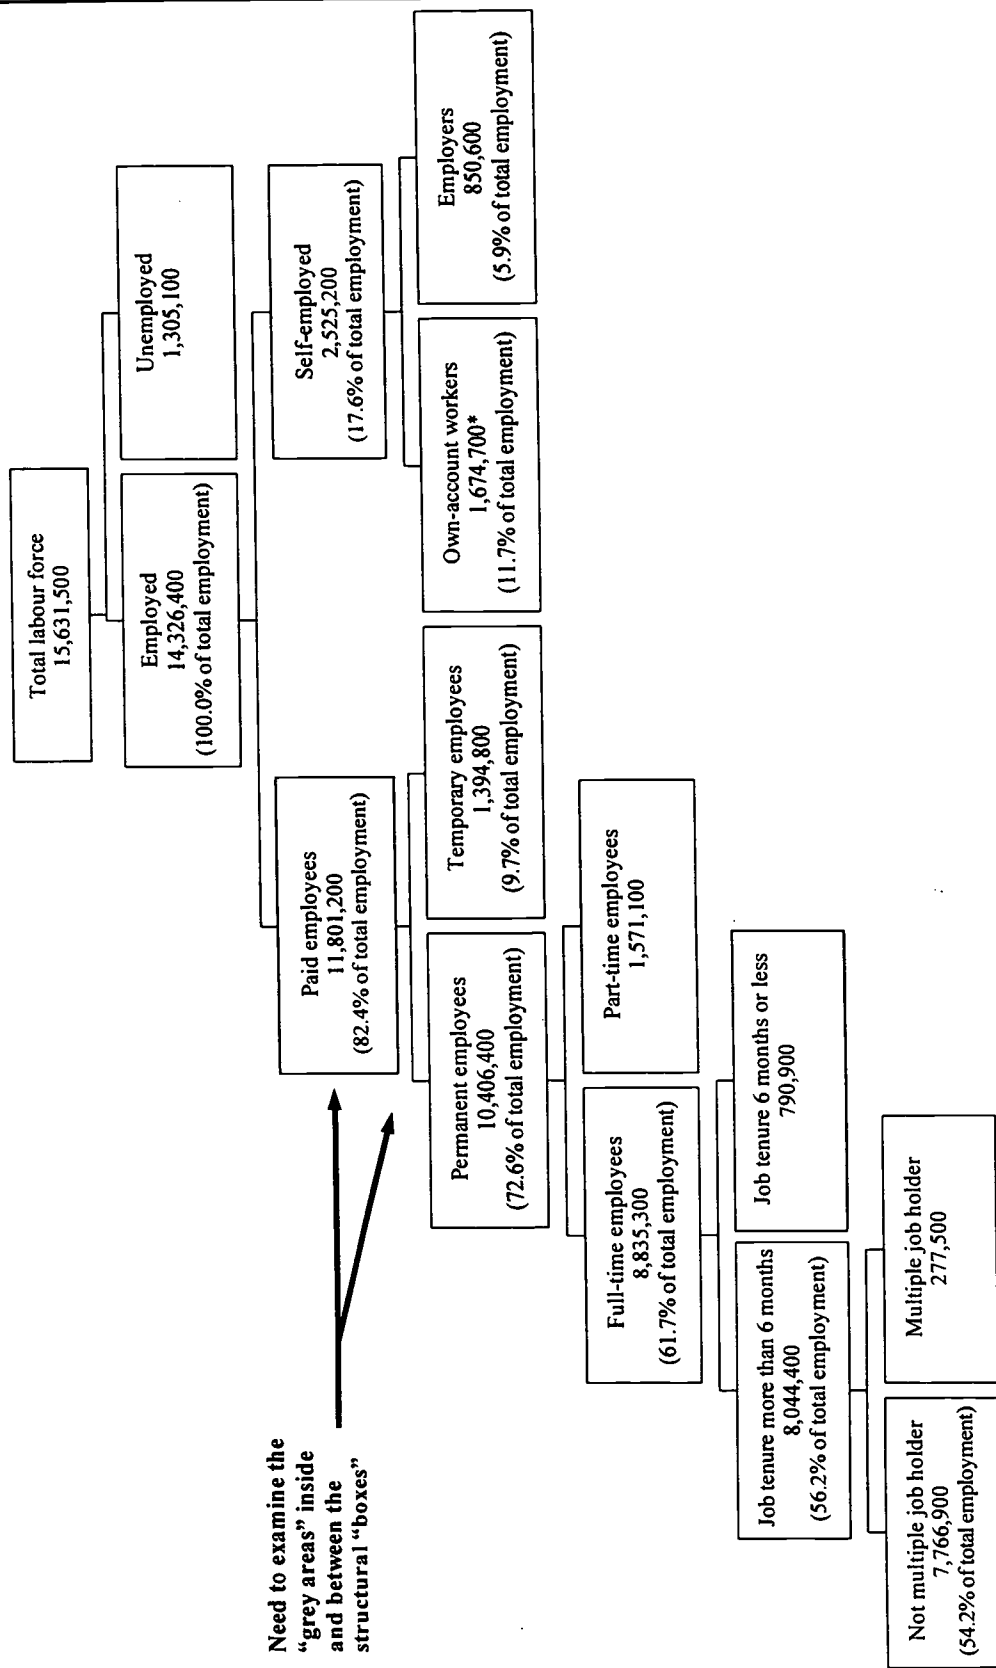 Total labour force
15,631,500
Employed
14,326,400
(100.0% of total employment)
Unemployed
1,305,100
Paid employees
11,801,200
(82.4% of total employment)
Self-employed
2,525,200
(17.6% of total employment)
Need to examine the
“grey areas” inside
and between the
structural “boxes”
Permanent employees
10,406,400
(72.6% of total employment)
Temporary employees
1,394,800
(9.7% of total employment)
Own-account workers
1,674,700*
(11.7% of total employment)
Employers
850,600
(5.9% of total employment)
Full-time employees
8,835,300
(61.7% of total employment)
Part-time employees
1,571,100
Job tenure more than 6 months
8,044,400
(56.2% of total employment)
Job tenure 6 months or less
790,900
Not multiple job holder
7,766,900
(54.2% of total employment)
Multiple job holder
277,500